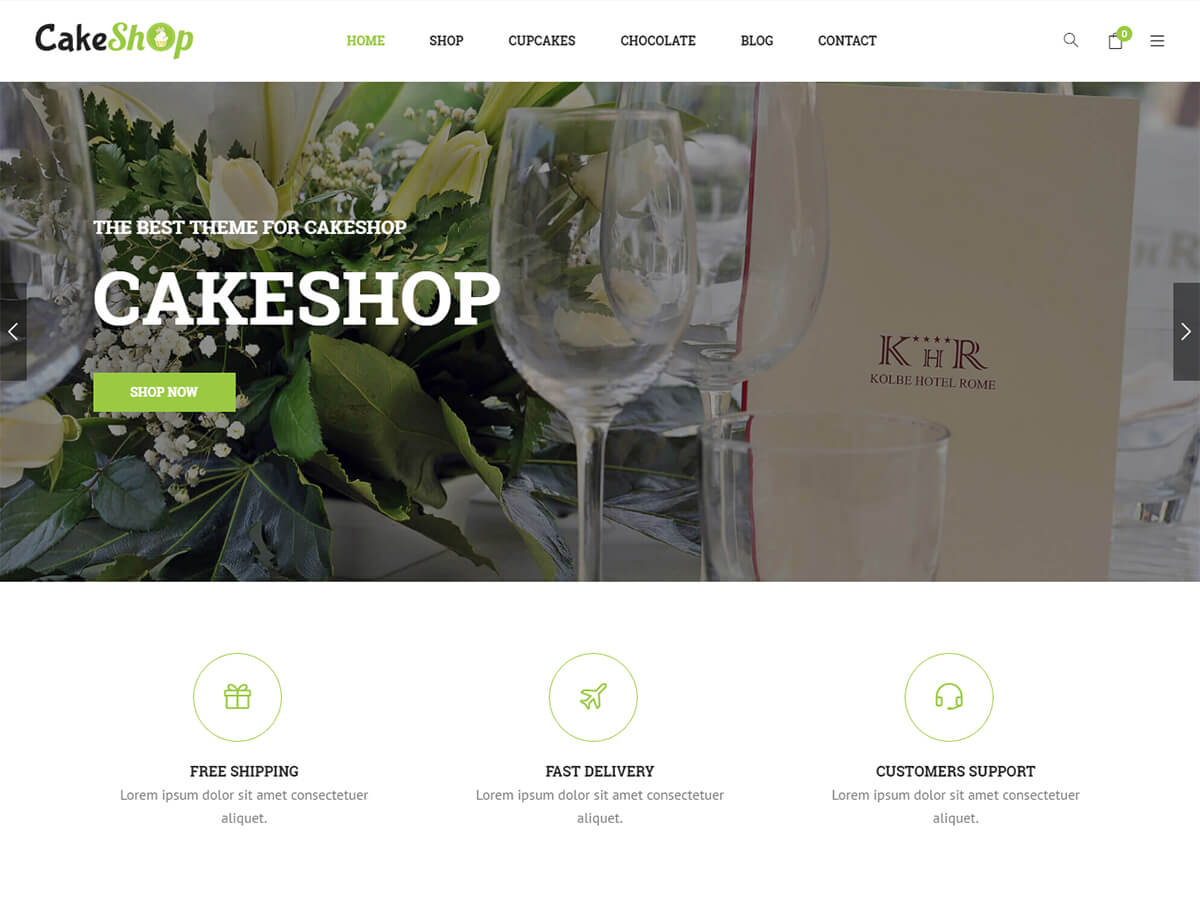 CakeShop
HOME SHOP CUPCAKES CHOCOLATE BLOG CONTACT
0
THE BEST THEME FOR CAKESHOP
CAKESHOP
SHOP NOW
K H R
KOLBE HOTEL ROME
FREE SHIPPING
Lorem ipsum dolor sit amet consectetuer
aliquet.
FAST DELIVERY
Lorem ipsum dolor sit amet consectetuer
aliquet.
CUSTOMERS SUPPORT
Lorem ipsum dolor sit amet consectetuer
aliquet.